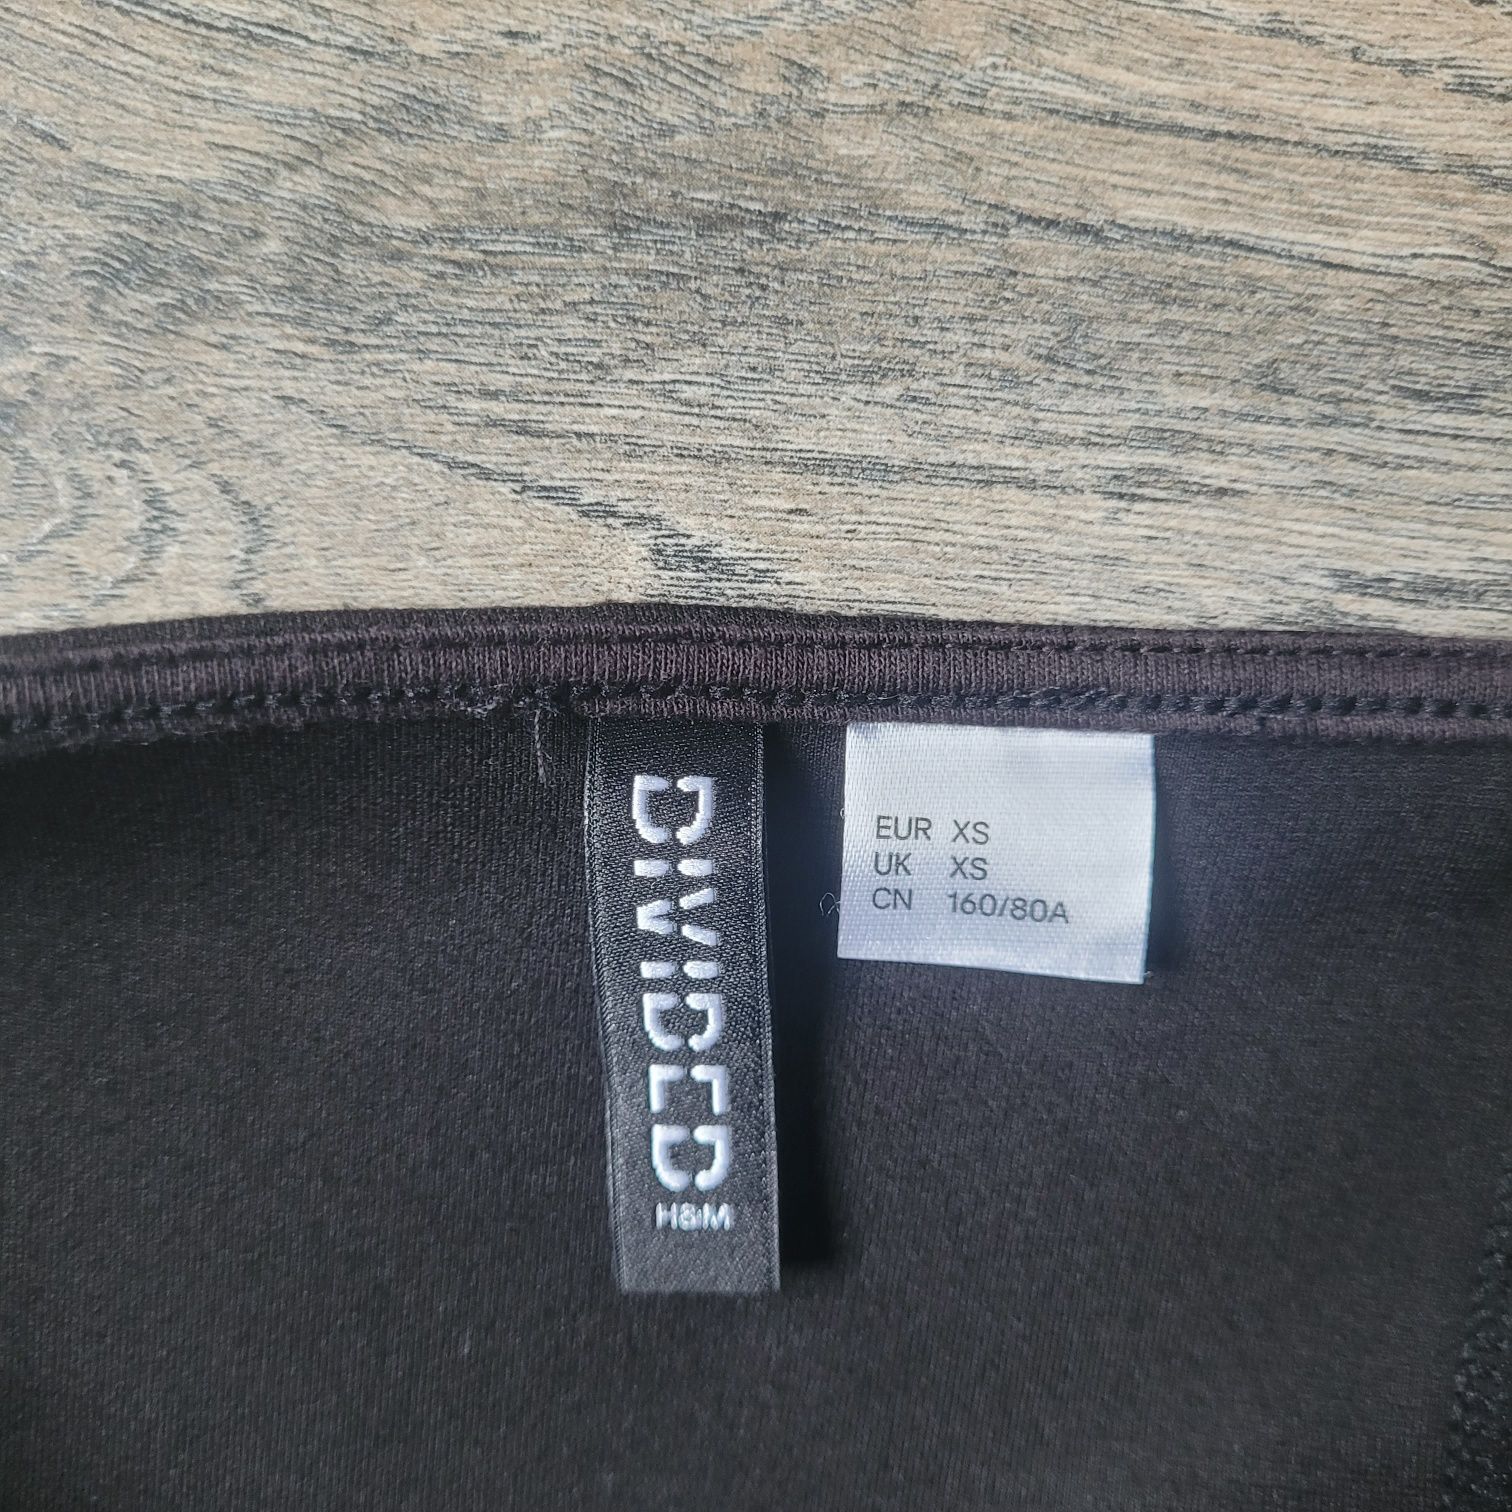 DIVIDED
H&M
EUR XS
UK XS
CN 160/80A